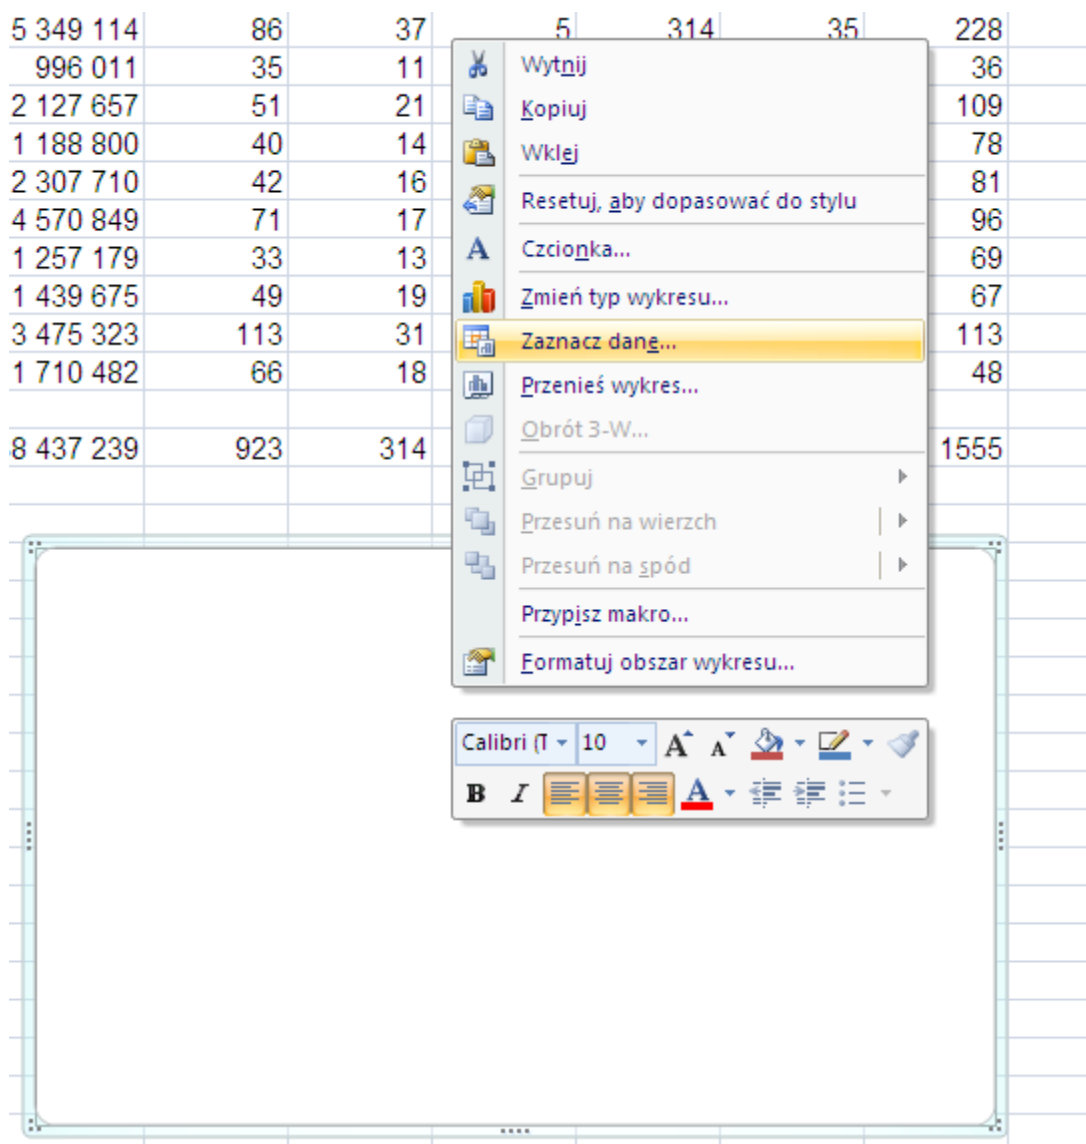 5 349 114 86 37 5 314 35 228
996 011 35 11 36
2 127 657 51 21 109
1 188 800 40 14 78
2 307 710 42 16 81
4 570 849 71 17 96
1 257 179 33 13 69
1 439 675 49 19 67
3 475 323 113 31 113
1 710 482 66 18 48
8 437 239 923 314 1555
Wytnij
Kopiuj
Wklej
Resetuj, aby dopasować do stylu
Czcionka...
Zmień typ wykresu...
Zaznacz dane...
Przenieś wykres...
Obrót 3-W...
Grupuj
Przesuń na wierzch
Przesuń na spód
Przypisz makro...
Formatuj obszar wykresu...
Calibri (T 10 A A
B I A